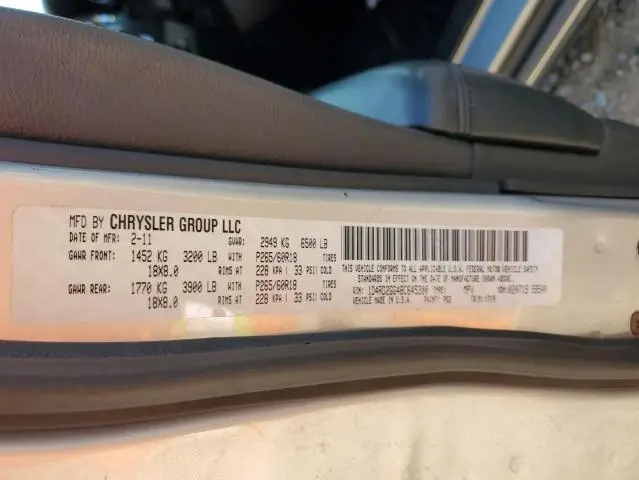 MFD BY CHRYSLER GROUP LLC
DATE OF MFR: 2-11 GVWR: 2949 KG 6500 LB
GAWR FRONT: 1452 KG 3200 LB WITH P265/60R18 TIRES
18X8.0 RIMS AT 228 KPA ( 33 PSI) COLD
GAWR REAR: 1770 KG 3900 LB WITH P265/60R18 TIRES
18X8.0 RIMS AT 228 KPA ( 33 PSI) COLD
THIS VEHICLE CONFORMS TO ALL APPLICABLE U.S.A. FEDERAL MOTOR VEHICLE SAFETY
STANDARDS IN EFFECT ON THE DATE OF MANUFACTURE SHOWN ABOVE.
VIN: 1D4RD2GG4BC645300 TYPE: MPV
VEHICLE MADE IN U.S.A. PAINT: TRIM: